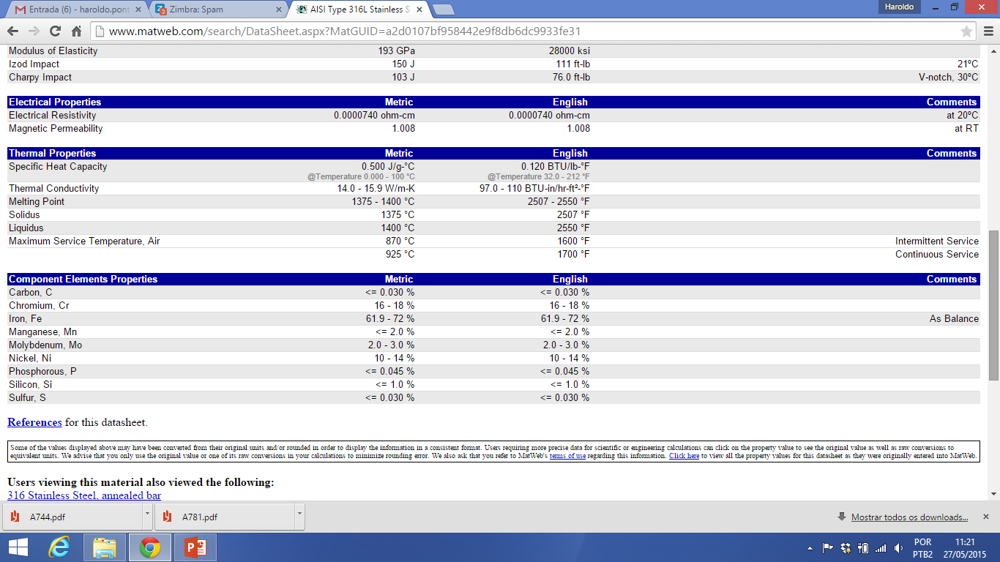 Entrada (6) - haroldo.pont
Zimbra: Spam
AISI Type 316L Stainless S
Haroldo
www.matweb.com/search/DataSheet.aspx?MatGUID=a2d0107bf958442e9f8db6dc9933fe31
Modulus of Elasticity 193 GPa 28000 ksi
Izod Impact 150 J 111 ft-lb 21ºC
Charpy Impact 103 J 76.0 ft-lb V-notch, 30ºC
Electrical Properties Metric English Comments
Electrical Resistivity 0.0000740 ohm-cm 0.0000740 ohm-cm at 20ºC
Magnetic Permeability 1.008 1.008 at RT
Thermal Properties Metric English Comments
Specific Heat Capacity 0.500 J/g-°C 0.120 BTU/lb-°F
@Temperature 0.000 - 100 °C @Temperature 32.0 - 212 °F
Thermal Conductivity 14.0 - 15.9 W/m-K 97.0 - 110 BTU-in/hr-ft²-°F
Melting Point 1375 - 1400 °C 2507 - 2550 °F
Solidus 1375 °C 2507 °F
Liquidus 1400 °C 2550 °F
Maximum Service Temperature, Air 870 °C 1600 °F Intermittent Service
925 °C 1700 °F Continuous Service
Component Elements Properties Metric English Comments
Carbon, C <= 0.030 % <= 0.030 %
Chromium, Cr 16 - 18 % 16 - 18 %
Iron, Fe 61.9 - 72 % 61.9 - 72 % As Balance
Manganese, Mn <= 2.0 % <= 2.0 %
Molybdenum, Mo 2.0 - 3.0 % 2.0 - 3.0 %
Nickel, Ni 10 - 14 % 10 - 14 %
Phosphorous, P <= 0.045 % <= 0.045 %
Silicon, Si <= 1.0 % <= 1.0 %
Sulfur, S <= 0.030 % <= 0.030 %
References for this datasheet.
Some of the values displayed above may have been converted from their original units and/or rounded in order to display the information in a consistent format. Users requiring more precise data for scientific or engineering calculations can click on the property value to see the original value as well as raw conversions to
equivalent units. We advise that you only use the original value or one of its raw conversions in your calculations to minimize rounding error. We also ask that you refer to MatWeb's terms of use regarding this information. Click here to view all the property values for this datasheet as they were originally entered into MatWeb.
Users viewing this material also viewed the following:
316 Stainless Steel, annealed bar
A744.pdf
A781.pdf
Mostrar todos os downloads...
POR 11:21
PTB2 27/05/2015